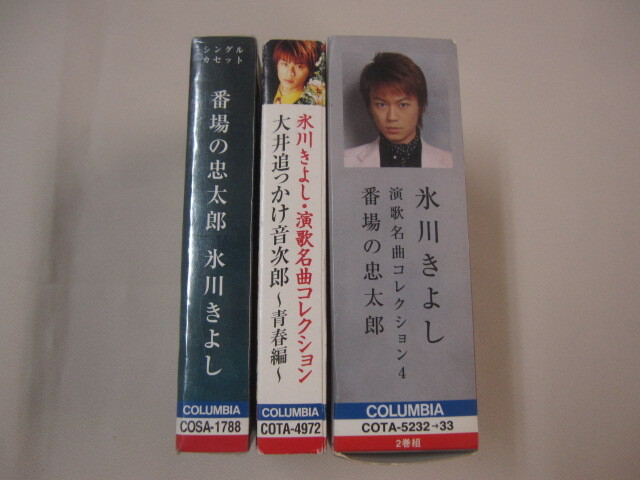 シングル
カセット
番場の忠太郎 氷川きよし
COLUMBIA
COSA-1788
氷川きよし・演歌名曲コレクション
大井追っかけ音次郎 ～青春編～
COLUMBIA
COTA-4972
氷川きよし
演歌名曲コレクション4
番場の忠太郎
COLUMBIA
COTA-5232→33
2巻組